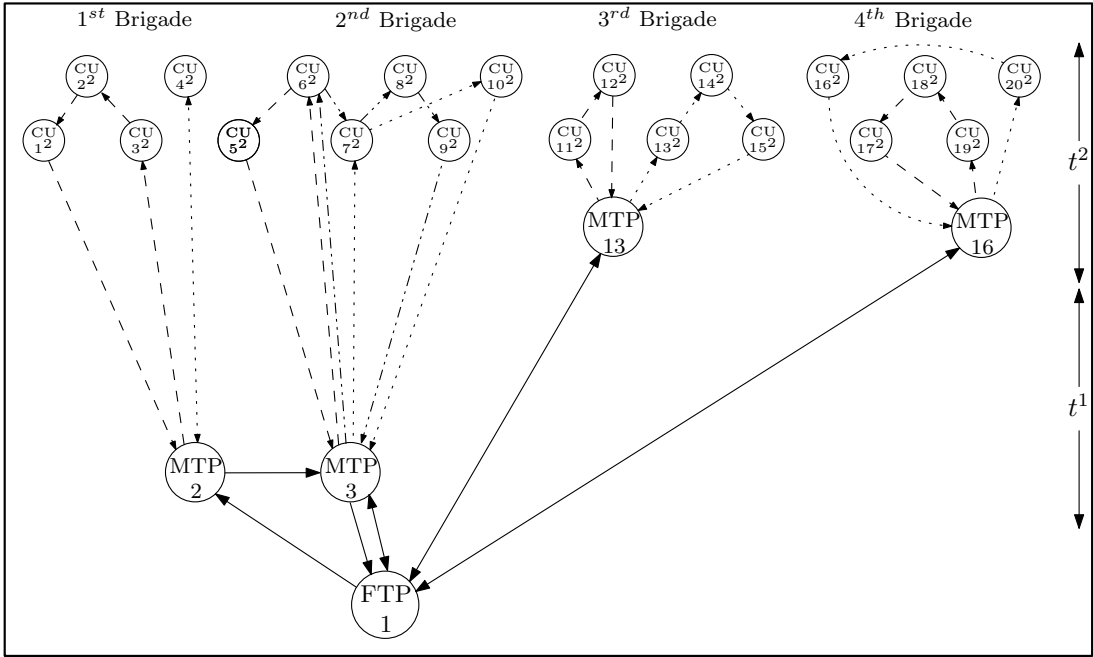 1st Brigade
2nd Brigade
3rd Brigade
4th Brigade
CU
2²
CU
4²
CU
6²
CU
8²
CU
10²
CU
12²
CU
14²
CU
16²
CU
18²
CU
20²
CU
1²
CU
3²
CU
5²
CU
7²
CU
9²
CU
11²
CU
13²
CU
15²
CU
17²
CU
19²
t²
MTP
13
MTP
16
t¹
MTP
2
MTP
3
FTP
1